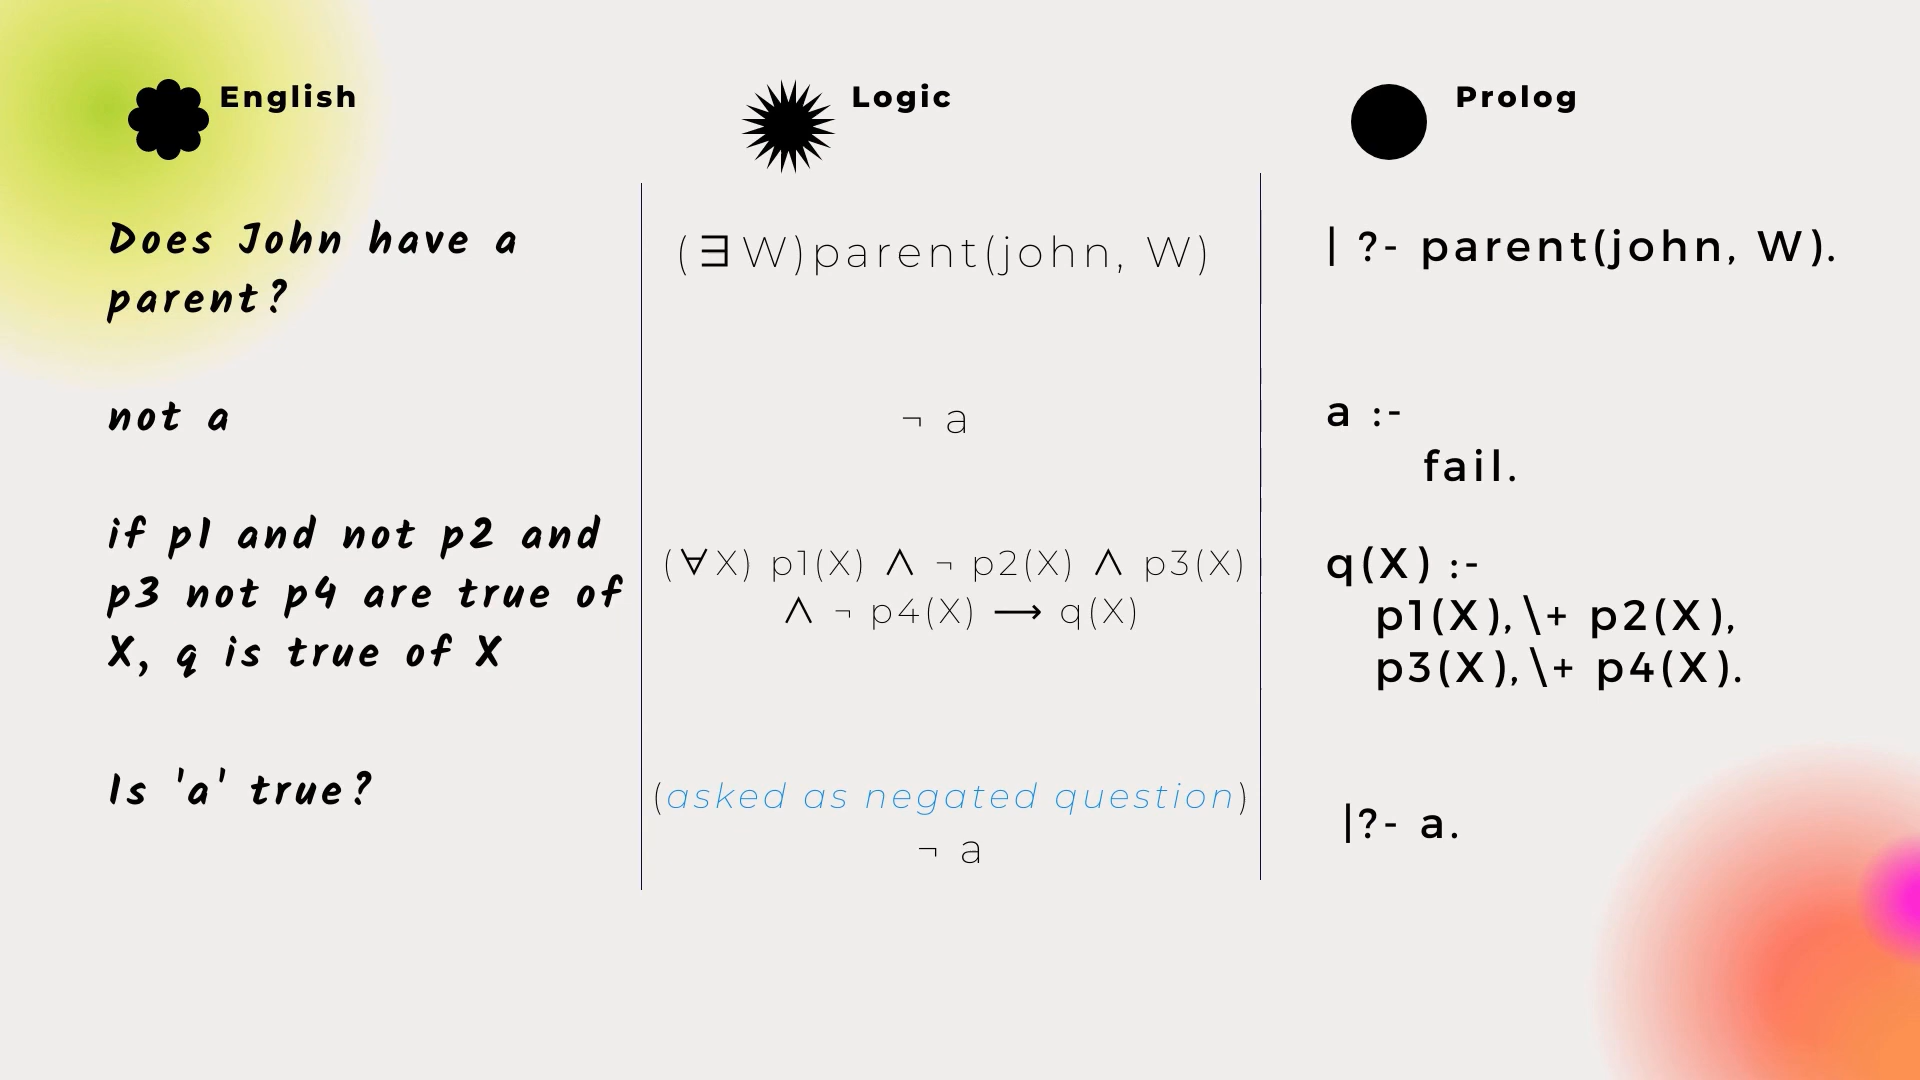 English
Logic
Prolog
Does John have a
parent?
(∃W)parent(john, W)
| ?- parent(john, W).
not a
¬ a
a :-
fail.
if p1 and not p2 and
p3 not p4 are true of
X, q is true of X
(∀X) p1(X) ∧ ¬ p2(X) ∧ p3(X)
∧ ¬ p4(X) ⟶ q(X)
q(X) :-
p1(X),\+ p2(X),
p3(X),\+ p4(X).
Is 'a' true?
(asked as negated question)
¬ a
|?- a.